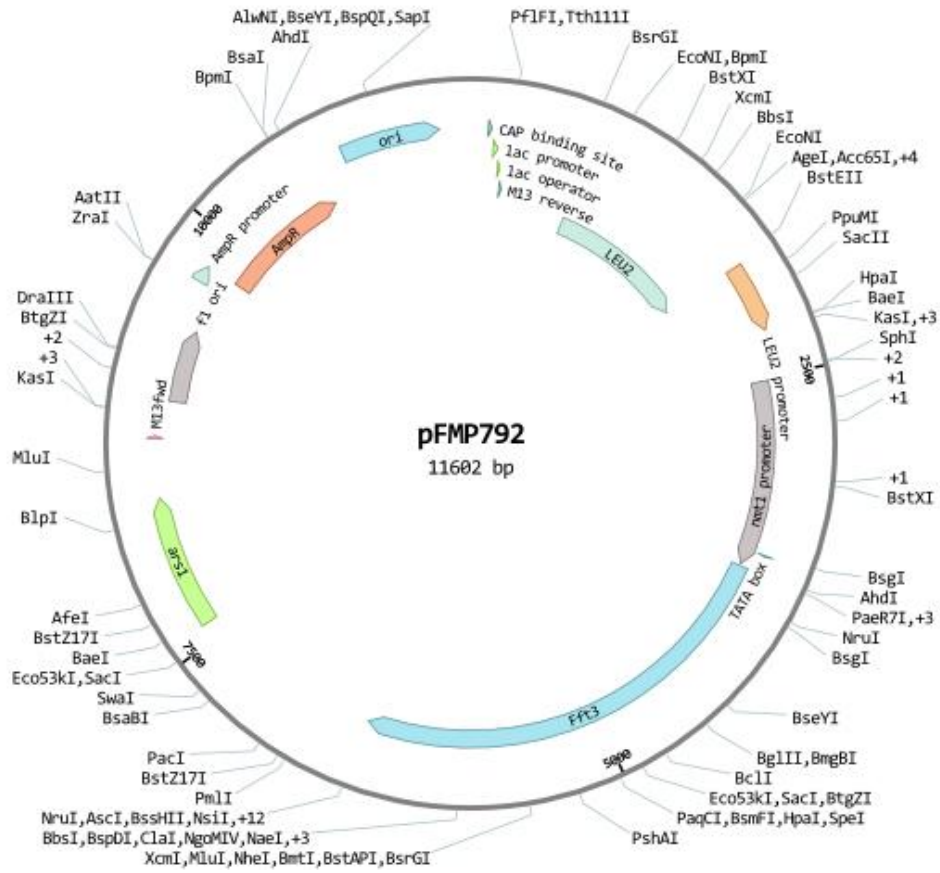 AlwNI,BseYI,BspQI,SapI
AhdI
BsaI
BpmI
PflFI,Tth111I
BsrGI
EcoNI,BpmI
BstXI
XcmI
BbsI
EcoNI
AgeI,Acc65I,+4
BstEII
PpuMI
SacII
HpaI
BaeI
KasI,+3
SphI
+2
+1
+1
+1
BstXI
BsgI
AhdI
PaeR7I,+3
NruI
BsgI
BseYI
BglII,BmgBI
BclI
Eco53kI,SacI,BtgZI
PaqCI,BsmFI,HpaI,SpeI
PshAI
AatII
ZraI
DraIII
BtgZI
+2
+3
KasI
MluI
BlpI
AfeI
BstZ17I
BaeI
Eco53kI,SacI
SwaI
BsaBI
PacI
BstZ17I
PmlI
NruI,AscI,BssHII,NsiI,+12
BbsI,BspDI,ClaI,NgoMIV,NaeI,+3
XcmI,MluI,NheI,BmtI,BstAPI,BsrGI
ori
CAP binding site
lac promoter
lac operator
M13 reverse
LEU2
LEU2 promoter
2500
nmt1 promoter
TATA box
Fft3
5000
7500
ars1
M13fwd
f1 ori
AmpR promoter
AmpR
10000
pFMP792
11602 bp